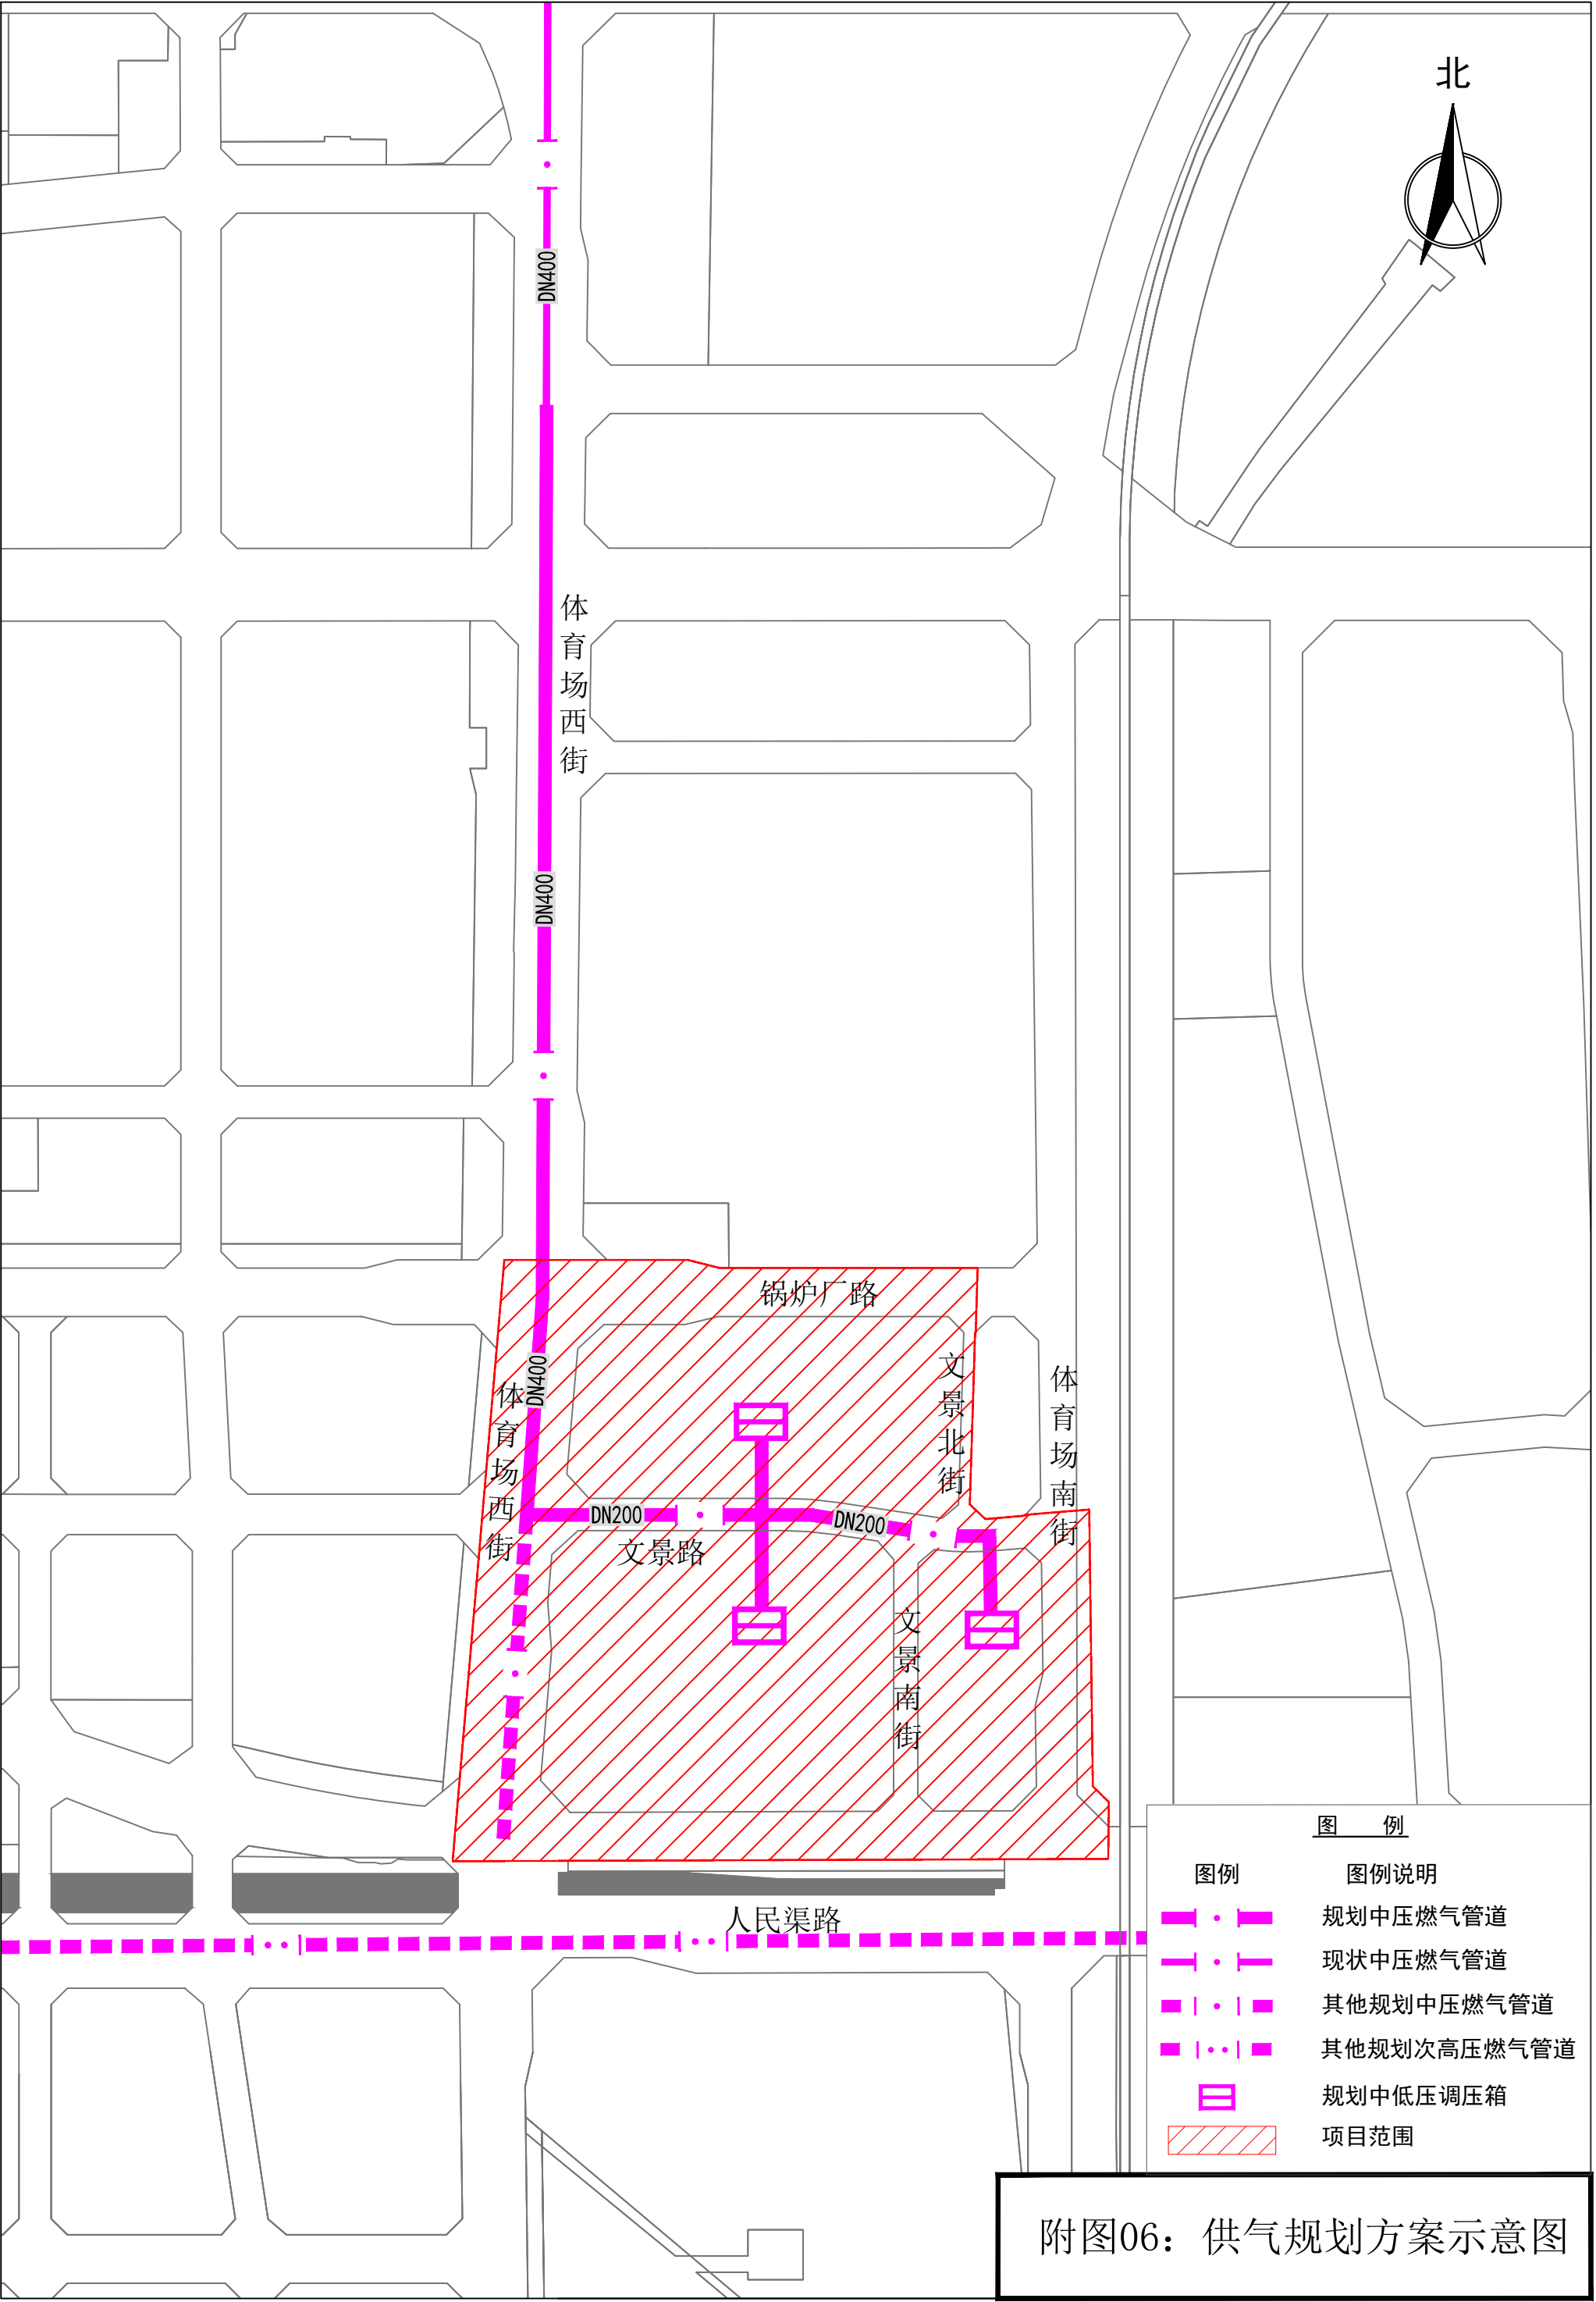 北
DN400
体育场西街
DN400
锅炉厂路
DN400
体育场西街
文景北街
体育场南街
DN200
DN200
文景路
文景南街
人民渠路
图 例
图例 图例说明
规划中压燃气管道
现状中压燃气管道
其他规划中压燃气管道
其他规划次高压燃气管道
规划中低压调压箱
项目范围
附图06：供气规划方案示意图